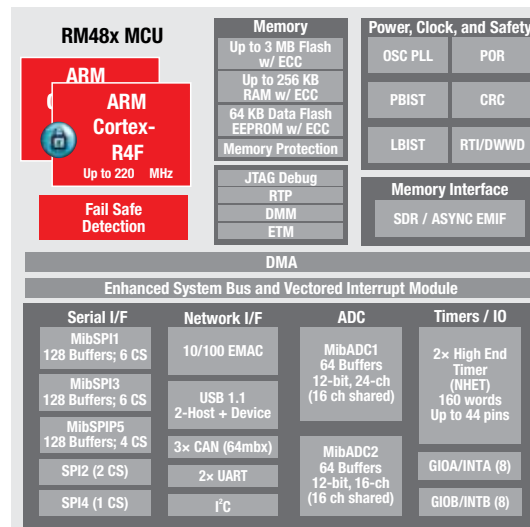 RM48x MCU
ARM
ARM
Cortex-
R4F
Up to 220 MHz
Fail Safe
Detection
Memory
Up to 3 MB Flash
w/ ECC
Up to 256 KB
RAM w/ ECC
64 KB Data Flash
EEPROM w/ ECC
Memory Protection
JTAG Debug
RTP
DMM
ETM
Power, Clock, and Safety
OSC PLL
POR
PBIST
CRC
LBIST
RTI/DWWD
Memory Interface
SDR / ASYNC EMIF
DMA
Enhanced System Bus and Vectored Interrupt Module
Serial I/F
MibSPI1
128 Buffers; 6 CS
MibSPI3
128 Buffers; 6 CS
MibSPIP5
128 Buffers; 4 CS
SPI2 (2 CS)
SPI4 (1 CS)
Network I/F
10/100 EMAC
USB 1.1
2-Host + Device
3× CAN (64mbx)
2× UART
I²C
ADC
MibADC1
64 Buffers
12-bit, 24-ch
(16 ch shared)
MibADC2
64 Buffers
12-bit, 16-ch
(16 ch shared)
Timers / IO
2× High End
Timer
(NHET)
160 words
Up to 44 pins
GIOA/INTA (8)
GIOB/INTB (8)